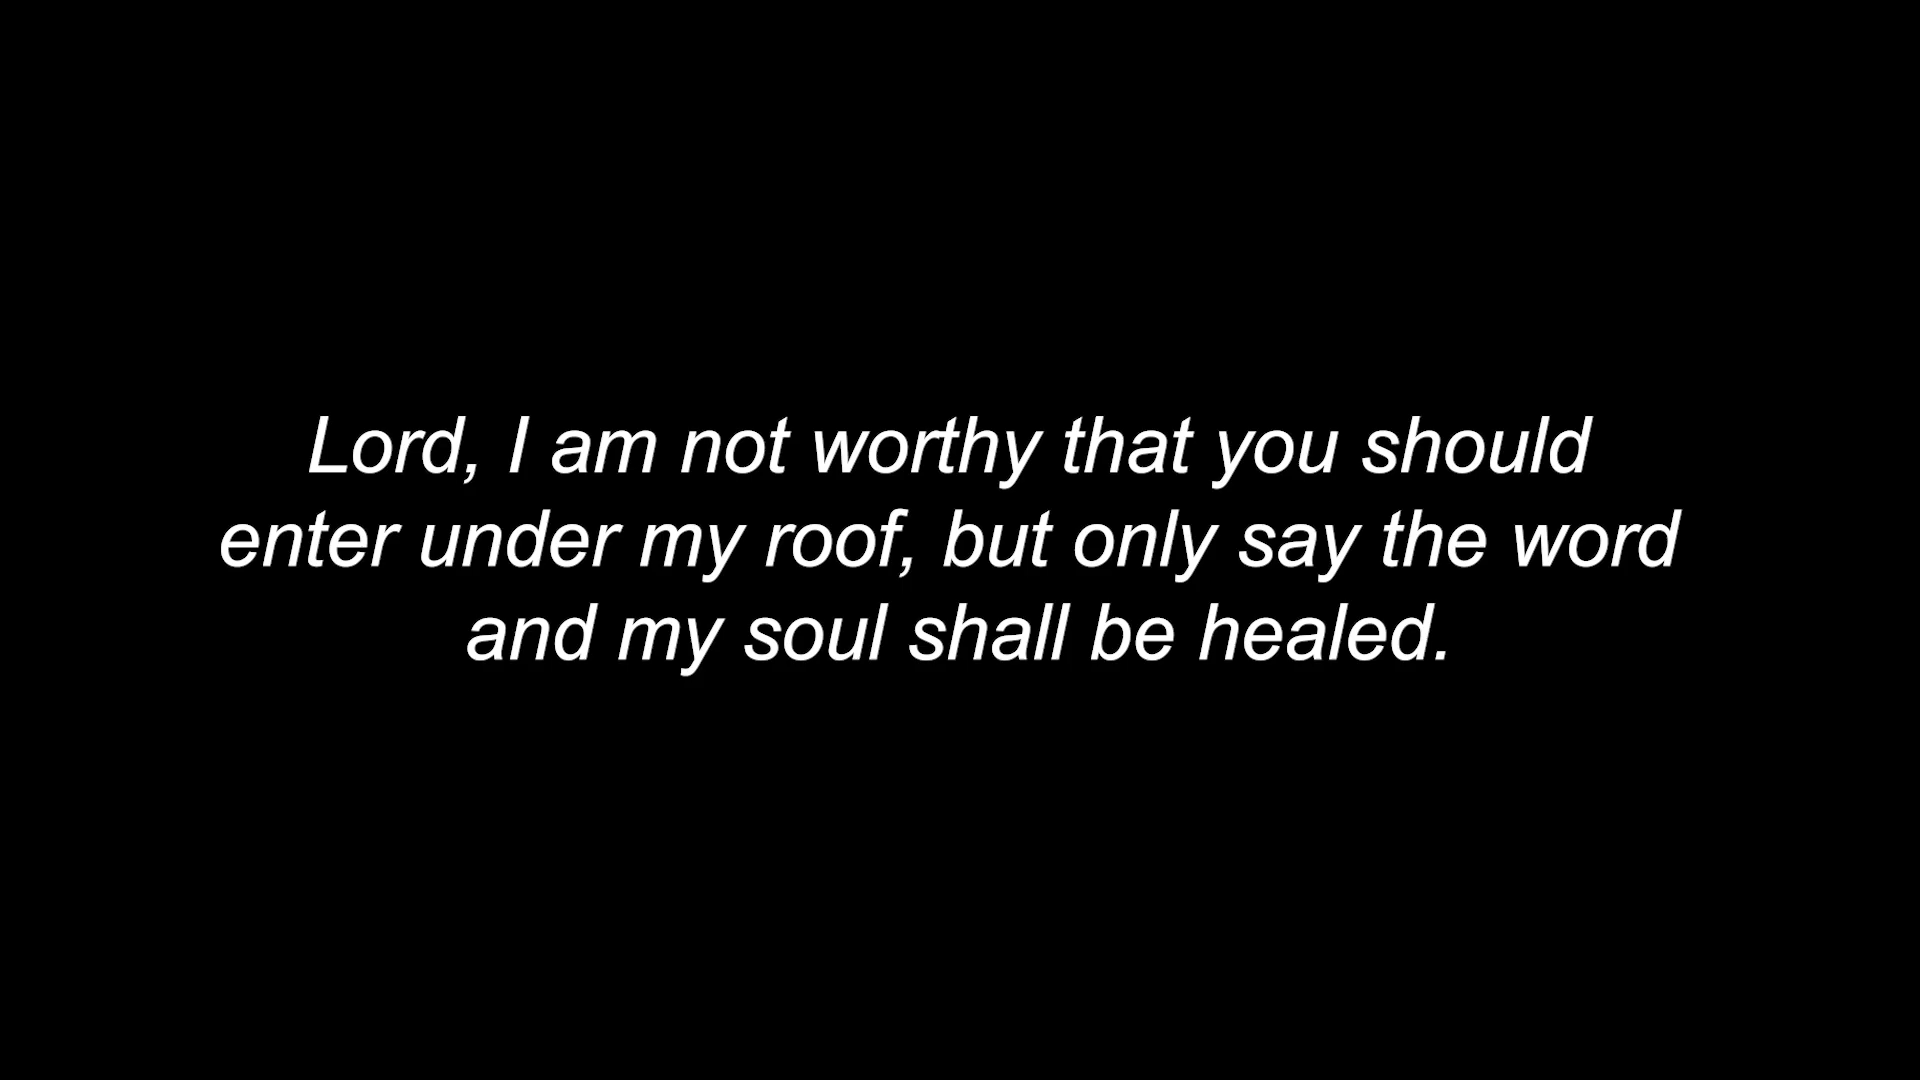 Lord, I am not worthy that you should
enter under my roof, but only say the word
and my soul shall be healed.